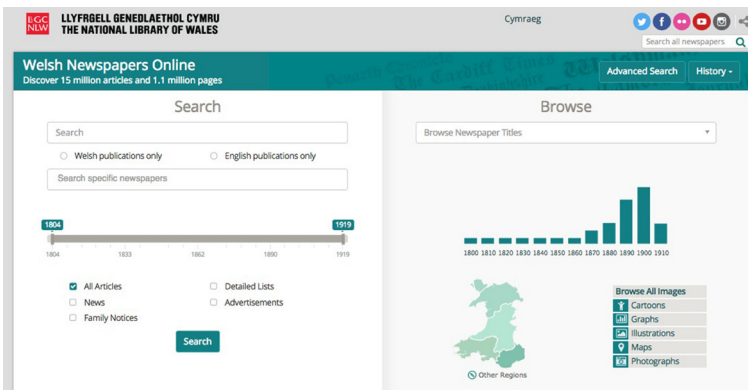 LLGC
NLW
LLYFRGELL GENEDLAETHOL CYMRU
THE NATIONAL LIBRARY OF WALES
Cymraeg
Search all newspapers
Welsh Newspapers Online
Discover 15 million articles and 1.1 million pages
Advanced Search
History
Search
Search
Welsh publications only
English publications only
Search specific newspapers
1804
1919
1804 1833 1862 1890 1919
All Articles
Detailed Lists
News
Advertisements
Family Notices
Search
Browse
Browse Newspaper Titles
1800 1810 1820 1830 1840 1850 1860 1870 1880 1890 1900 1910
Other Regions
Browse All Images
Cartoons
Graphs
Illustrations
Maps
Photographs